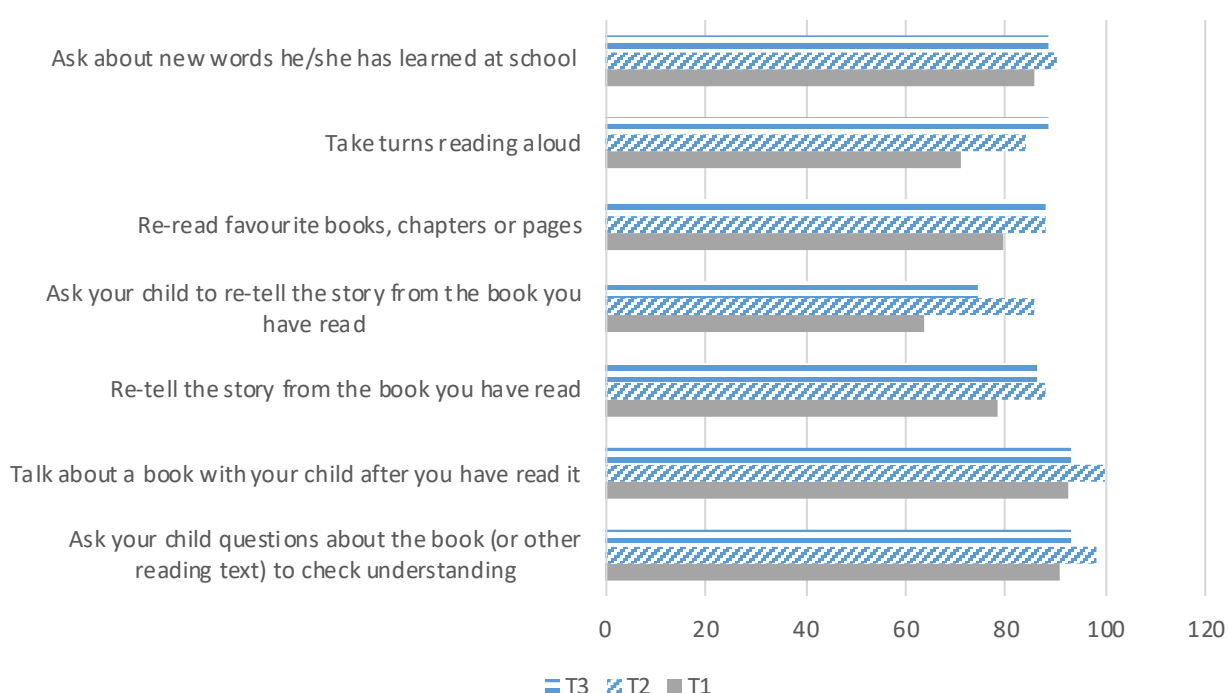 Ask about new words he/she has learned at school
Take turns reading aloud
Re-read favourite books, chapters or pages
Ask your child to re-tell the story from the book you
have read
Re-tell the story from the book you have read
Talk about a book with your child after you have read it
Ask your child questions about the book (or other
reading text) to check understanding
0 20 40 60 80 100 120
T3 T2 T1